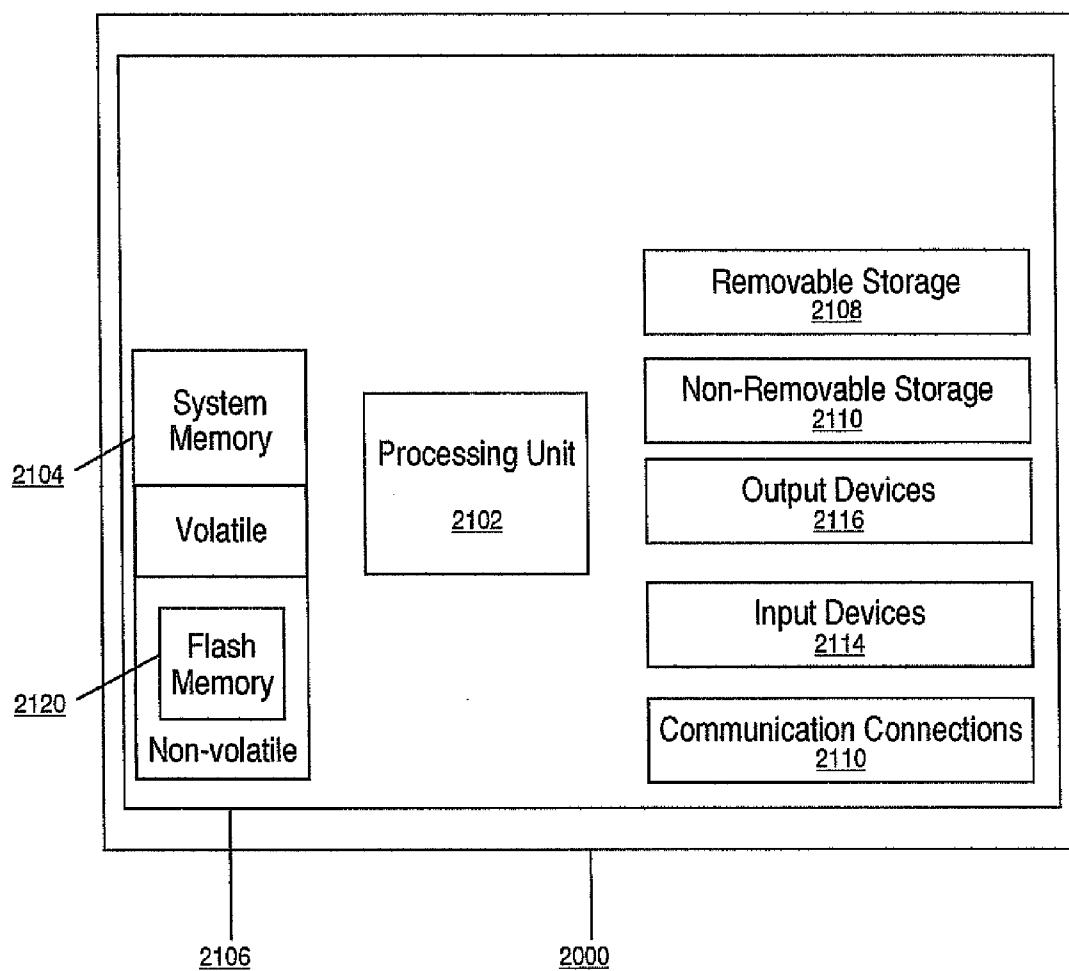 Removable Storage
2108
Non-Removable Storage
2110
System
Memory
Processing Unit
2102
2104
Output Devices
2116
Volatile
Input Devices
2114
Flash
Memory
2120
Communication Connections
2110
Non-volatile
2106
2000